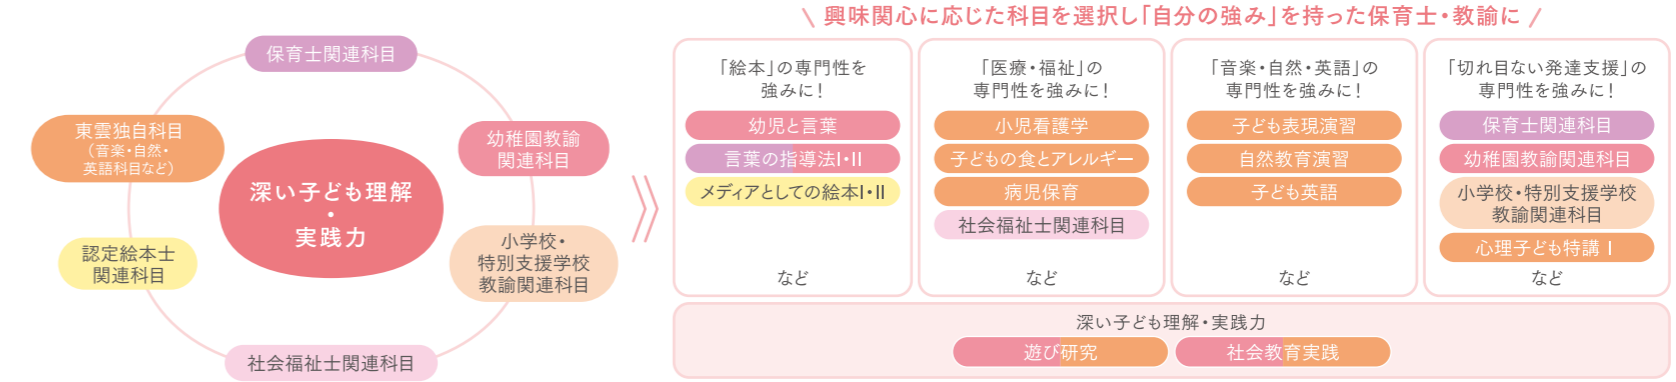 保育士関連科目
東雲独自科目
（音楽・自然・
英語科目など）
幼稚園教諭
関連科目
深い子ども理解
・
実践力
認定絵本士
関連科目
小学校・
特別支援学校
教諭関連科目
社会福祉士関連科目
興味関心に応じた科目を選択し「自分の強み」を持った保育士・教諭に
「絵本」の専門性を
強みに！
幼児と言葉
言葉の指導法Ⅰ・Ⅱ
メディアとしての絵本Ⅰ・Ⅱ
など
「医療・福祉」の
専門性を強みに！
小児看護学
子どもの食とアレルギー
病児保育
社会福祉士関連科目
など
「音楽・自然・英語」の
専門性を強みに！
子ども表現演習
自然教育演習
子ども英語
など
「切れ目ない発達支援」の
専門性を強みに！
保育士関連科目
幼稚園教諭関連科目
小学校・特別支援学校
教諭関連科目
心理子ども特講 Ⅰ
など
深い子ども理解・実践力
遊び研究
社会教育実践